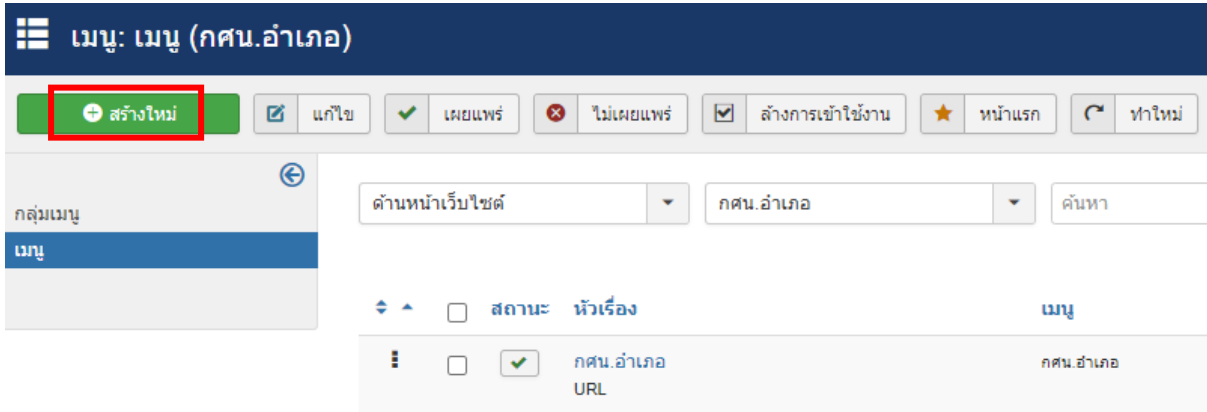 เมนู: เมนู (กศน.อำเภอ)
สร้างใหม่ แก้ไข เผยแพร่ ไม่เผยแพร่ ล้างการเข้าใช้งาน หน้าแรก ทำใหม่
กลุ่มเมนู
เมนู
ด้านหน้าเว็บไซต์ กศน.อำเภอ ค้นหา
สถานะ หัวเรื่อง เมนู
กศน.อำเภอ กศน.อำเภอ
URL